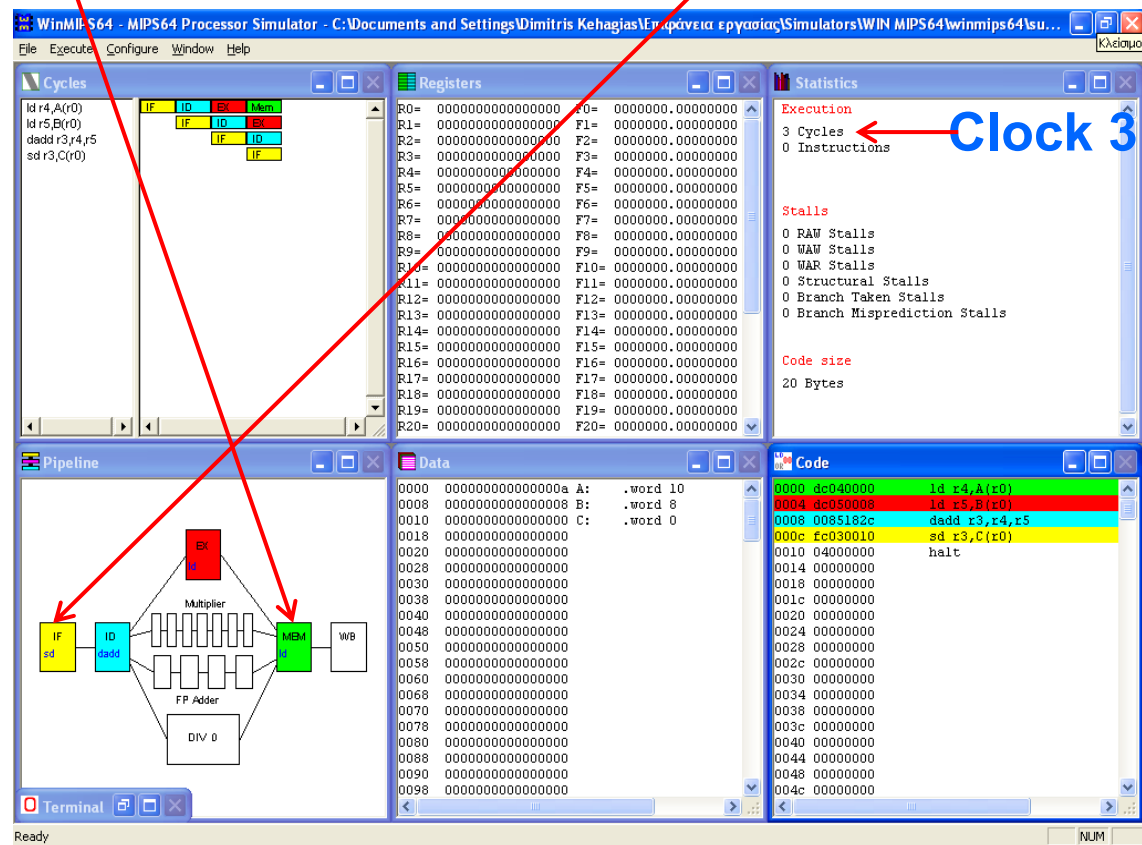 WinMIPS64 - MIPS64 Processor Simulator - C:\Documents and Settings\Dimitris Kehagias\Επιφάνεια εργασίας\Simulators\WIN MIPS64\winmips64\su...
Κλείσιμο
File Execute Configure Window Help
Cycles
ld r4,A(r0) IF ID EX Mem
ld r5,B(r0) IF ID EX
dadd r3,r4,r5 IF ID
sd r3,C(r0) IF
Registers
R0= 0000000000000000 F0= 0000000.00000000
R1= 0000000000000000 F1= 0000000.00000000
R2= 0000000000000000 F2= 0000000.00000000
R3= 0000000000000000 F3= 0000000.00000000
R4= 0000000000000000 F4= 0000000.00000000
R5= 0000000000000000 F5= 0000000.00000000
R6= 0000000000000000 F6= 0000000.00000000
R7= 0000000000000000 F7= 0000000.00000000
R8= 0000000000000000 F8= 0000000.00000000
R9= 0000000000000000 F9= 0000000.00000000
R10= 0000000000000000 F10= 0000000.00000000
R11= 0000000000000000 F11= 0000000.00000000
R12= 0000000000000000 F12= 0000000.00000000
R13= 0000000000000000 F13= 0000000.00000000
R14= 0000000000000000 F14= 0000000.00000000
R15= 0000000000000000 F15= 0000000.00000000
R16= 0000000000000000 F16= 0000000.00000000
R17= 0000000000000000 F17= 0000000.00000000
R18= 0000000000000000 F18= 0000000.00000000
R19= 0000000000000000 F19= 0000000.00000000
R20= 0000000000000000 F20= 0000000.00000000
Statistics
Execution
3 Cycles
Clock 3
0 Instructions
Stalls
0 RAW Stalls
0 WAW Stalls
0 WAR Stalls
0 Structural Stalls
0 Branch Taken Stalls
0 Branch Misprediction Stalls
Code size
20 Bytes
Pipeline
EX
ld
Multiplier
IF
sd
ID
dadd
MEM
ld
WB
FP Adder
DIV 0
Terminal
Data
0000 000000000000000a A: .word 10
0008 0000000000000008 B: .word 8
0010 0000000000000000 C: .word 0
0018 0000000000000000
0020 0000000000000000
0028 0000000000000000
0030 0000000000000000
0038 0000000000000000
0040 0000000000000000
0048 0000000000000000
0050 0000000000000000
0058 0000000000000000
0060 0000000000000000
0068 0000000000000000
0070 0000000000000000
0078 0000000000000000
0080 0000000000000000
0088 0000000000000000
0090 0000000000000000
0098 0000000000000000
Code
0000 dc040000 ld r4,A(r0)
0004 dc050008 ld r5,B(r0)
0008 0085182c dadd r3,r4,r5
000c fc030010 sd r3,C(r0)
0010 04000000 halt
0014 00000000
0018 00000000
001c 00000000
0020 00000000
0024 00000000
0028 00000000
002c 00000000
0030 00000000
0034 00000000
0038 00000000
003c 00000000
0040 00000000
0044 00000000
0048 00000000
004c 00000000
Ready
NUM